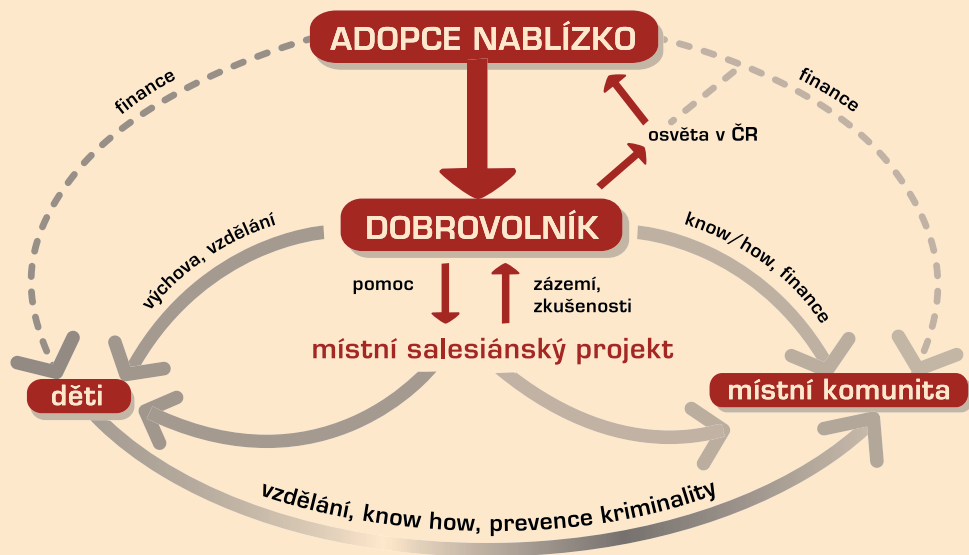 ADOPCE NABLÍZKO
finance
finance
osvěta v ČR
DOBROVOLNÍK
výchova, vzdělání
know/how, finance
pomoc
zázemí,
zkušenosti
místní salesiánský projekt
děti
místní komunita
vzdělání, know how, prevence kriminality